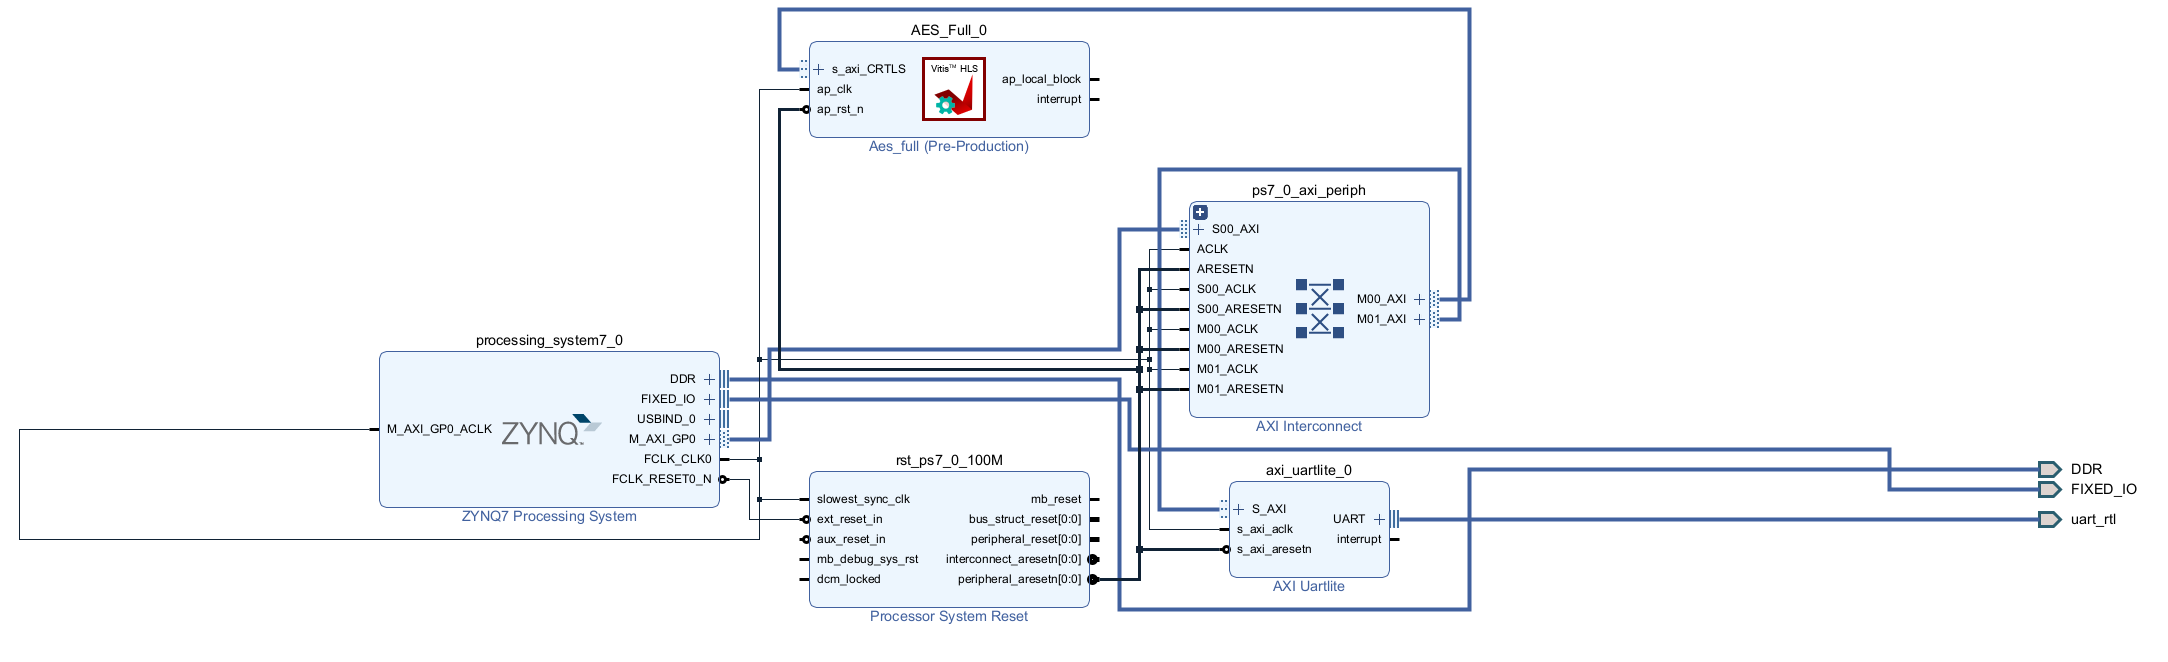 AES_Full_0
s_axi_CRTLS
ap_clk
ap_rst_n
Vitis™ HLS
ap_local_block
interrupt
Aes_full (Pre-Production)
ps7_0_axi_periph
S00_AXI
ACLK
ARESETN
S00_ACLK
S00_ARESETN
M00_ACLK
M00_ARESETN
M01_ACLK
M01_ARESETN
M00_AXI
M01_AXI
AXI Interconnect
processing_system7_0
M_AXI_GP0_ACLK
ZYNQ
DDR
FIXED_IO
USBIND_0
M_AXI_GP0
FCLK_CLK0
FCLK_RESET0_N
ZYNQ7 Processing System
rst_ps7_0_100M
slowest_sync_clk
ext_reset_in
aux_reset_in
mb_debug_sys_rst
dcm_locked
mb_reset
bus_struct_reset[0:0]
peripheral_reset[0:0]
interconnect_aresetn[0:0]
peripheral_aresetn[0:0]
Processor System Reset
axi_uartlite_0
S_AXI
s_axi_aclk
s_axi_aresetn
UART
interrupt
AXI Uartlite
DDR
FIXED_IO
uart_rtl